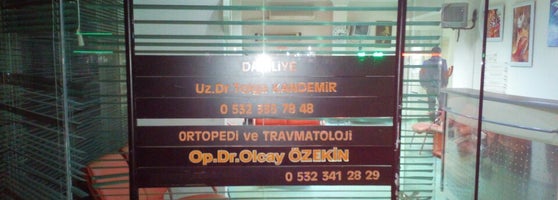 DAHİLİYE
Uz.Dr KANDEMİR
0 532 355 78 48
ORTOPEDİ ve TRAVMATOLOJİ
Op.Dr.Olcay ÖZEKİN
0 532 341 28 29